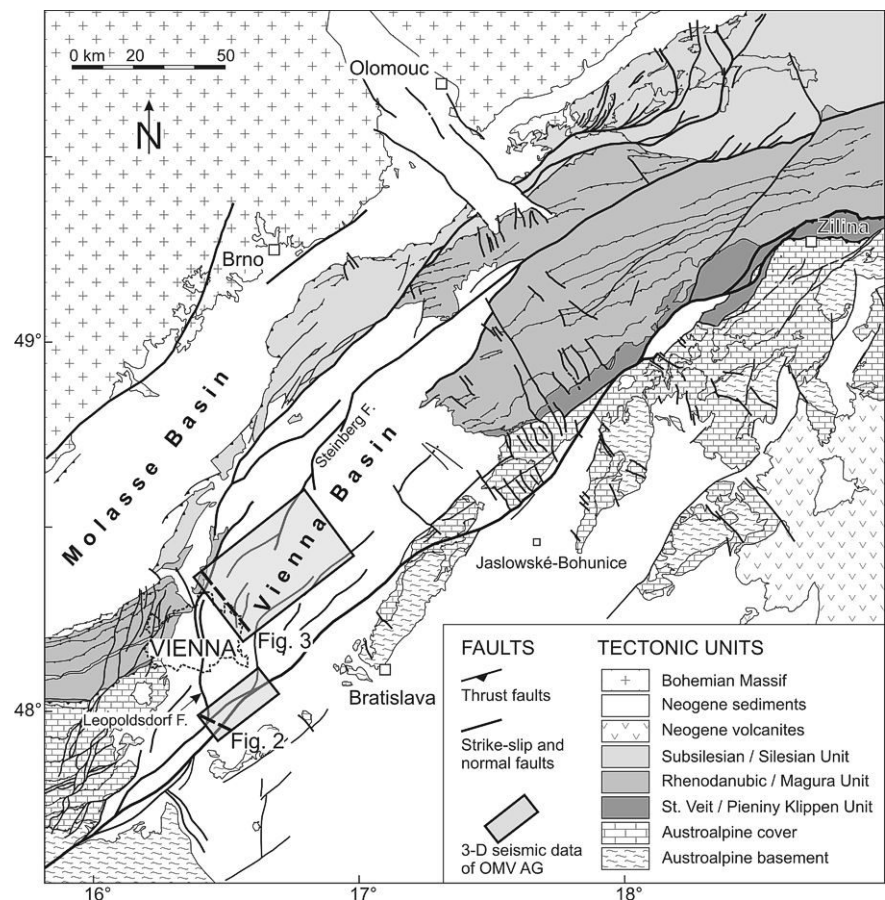 0 km 20 50
N
Olomouc
Brno
Zilina
49°
Molasse Basin
Steinberg F.
Vienna Basin
Jaslowské-Bohunice
VIENNA
Fig. 3
Bratislava
48°
Leopoldsdorf F.
Fig. 2
FAULTS
Thrust faults
Strike-slip and
normal faults
3-D seismic data
of OMV AG
TECTONIC UNITS
Bohemian Massif
Neogene sediments
Neogene volcanites
Subsilesian / Silesian Unit
Rhenodanubic / Magura Unit
St. Veit / Pieniny Klippen Unit
Austroalpine cover
Austroalpine basement
16° 17° 18°